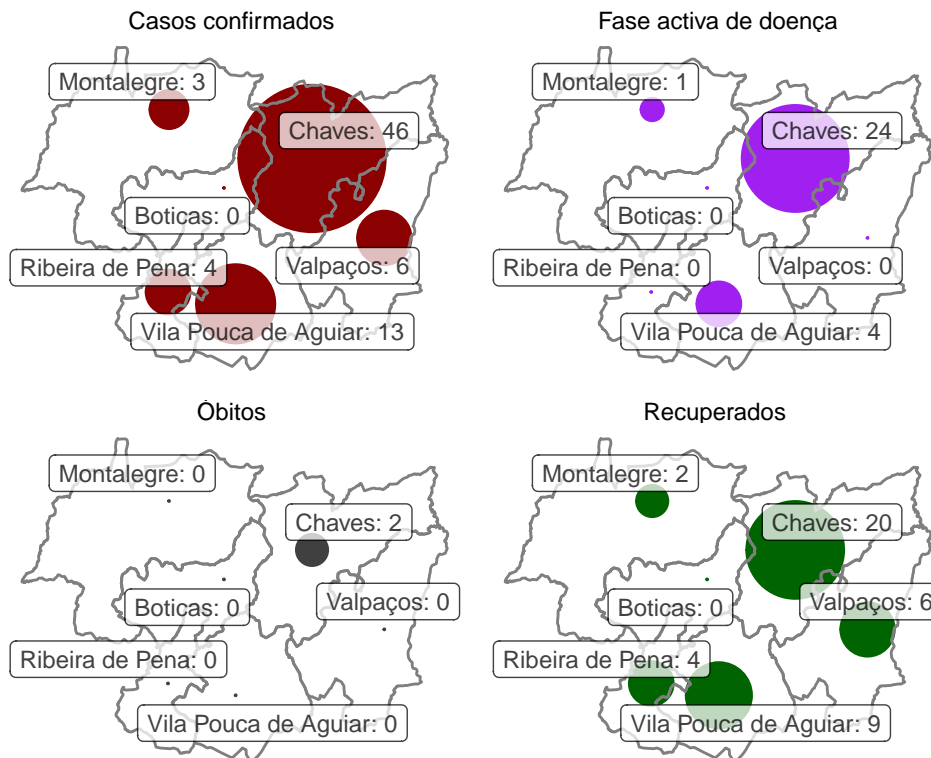 Casos confirmados
Montalegre: 3
Chaves: 46
Boticas: 0
Ribeira de Pena: 4
Valpaços: 6
Vila Pouca de Aguiar: 13
Fase activa de doença
Montalegre: 1
Chaves: 24
Boticas: 0
Ribeira de Pena: 0
Valpaços: 0
Vila Pouca de Aguiar: 4
Óbitos
Montalegre: 0
Chaves: 2
Valpaços: 0
Boticas: 0
Ribeira de Pena: 0
Vila Pouca de Aguiar: 0
Recuperados
Montalegre: 2
Chaves: 20
Valpaços: 6
Boticas: 0
Ribeira de Pena: 4
Vila Pouca de Aguiar: 9